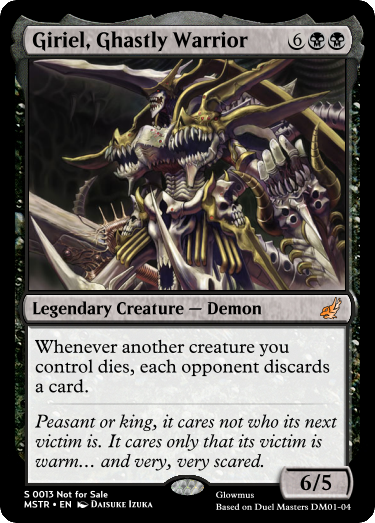 Giriel, Ghastly Warrior 6
Legendary Creature — Demon
Whenever another creature you
control dies, each opponent discards
a card.
Peasant or king, it cares not who its next
victim is. It cares only that its victim is
warm… and very, very scared.
6/5
S 0013 Not for Sale
MSTR • EN Daisuke Izuka
Glowmus
Based on Duel Masters DM01-04